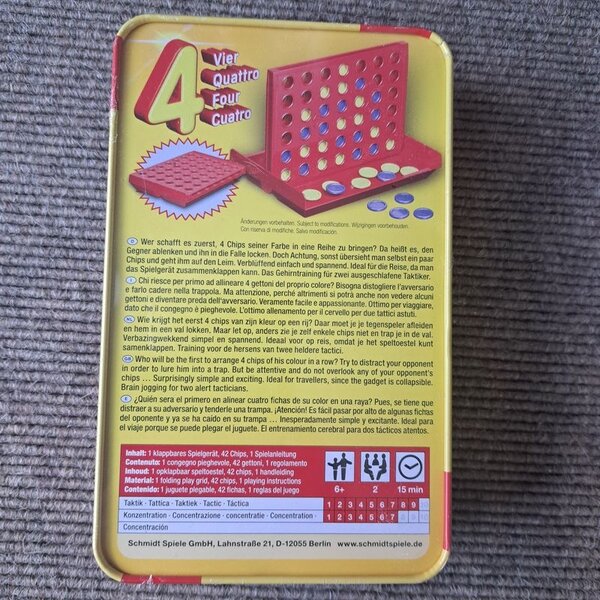 4
Vier
Quattro
Four
Cuatro
Änderungen vorbehalten. Subject to modifications. Wijzigingen voorbehouden.
Con riserva di modifiche. Salvo modificación.
D Wer schafft es zuerst, 4 Chips seiner Farbe in eine Reihe zu bringen? Da heißt es, den
Gegner ablenken und ihn in die Falle locken. Doch Achtung, sonst übersieht man selbst ein paar
Chips und geht ihm auf den Leim. Verblüffend einfach und spannend. Ideal für die Reise, da man
das Spielgerät zusammenklappen kann. Das Gehirntraining für zwei ausgeschlafene Taktiker.
I Chi riesce per primo ad allineare 4 gettoni del proprio colore? Bisogna distogliere l'avversario
e farlo cadere nella trappola. Ma attenzione, perché altrimenti si potrà anche non vedere alcuni
gettoni e diventare preda dell'avversario. Veramente facile e appassionante. Ottimo per viaggiare,
dato che il congegno è pieghevole. L'ottimo allenamento per il cervello per due tattici astuti.
NL Wie krijgt het eerst 4 chips van zijn kleur op een rij? Daar moet je je tegenspeler afleiden
en hem in een val lokken. Maar let op, anders zie je zelf enkele chips niet en trap je in de val.
Verbazingwekkend simpel en spannend. Ideaal voor op reis, omdat je het speeltoestel kunt
samenklappen. Training voor de hersens van twee heldere tactici.
GB Who will be the first to arrange 4 chips of his colour in a row? Try to distract your opponent
in order to lure him into a trap. But be attentive and do not overlook any of your opponent's
chips ... Surprisingly simple and exciting. Ideal for travellers, since the gadget is collapsible.
Brain jogging for two alert tacticians.
E ¿Quién sera el primero en alinear cuatro fichas de su color en una raya? Pues, se tiene que
distraer a su adversario y tenderle una trampa. ¡Atención! Es fácil pasar por alto de algunas fichas
del oponente y ya se ha caído en su trampa ... Inesperadamente simple y excitante. Ideal para
el viaje porque se puede plegar el juguete. El entrenamiento cerebral para dos tácticos atentos.
Inhalt: 1 klappbares Spielgerät, 42 Chips, 1 Spielanleitung
Contenuto: 1 congegno pieghevole, 42 gettoni, 1 regolamento
Inhoud: 1 opklapbaar speltoestel, 42 chips, 1 handleiding
Material: 1 folding play grid, 42 chips, 1 playing instructions
Contenido: 1 juguete plegable, 42 fichas, 1 reglas del juego
6+ 2 15 min
Taktik · Tattica · Taktiek · Tactic · Táctica 1 2 3 4 5 6 7 8 9
Konzentration · Concentrazione · concentratie · Concentration · 1 2 3 4 5 6 7 8 9
Concentración
Schmidt Spiele GmbH, Lahnstraße 21, D-12055 Berlin www.schmidtspiele.de